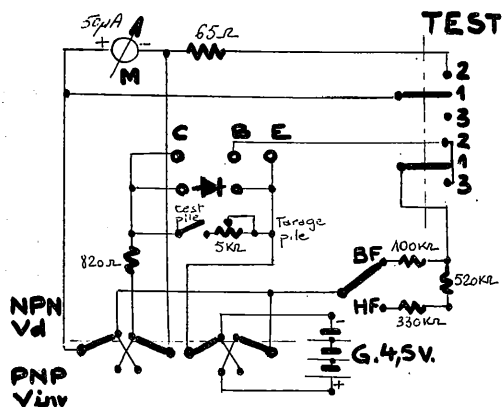 50µA
+ -
M
65Ω
TEST
2
1
3
2
1
3
C B E
test
pile
5KΩ
Tarage
pile
820Ω
BF
100KΩ
520KΩ
HF
330KΩ
NPN
Vd
PNP
Vinv
-
G.4,5V.
+